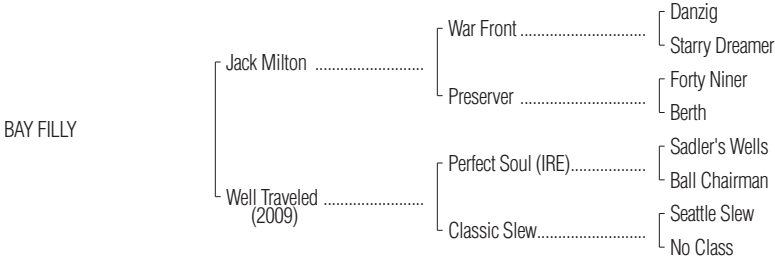 Danzig
War Front ..............................
Starry Dreamer
Jack Milton ..........................
Forty Niner
Preserver ..............................
Berth
BAY FILLY
Sadler's Wells
Perfect Soul (IRE)..................
Ball Chairman
Well Traveled ........................
(2009)
Seattle Slew
Classic Slew..........................
No Class